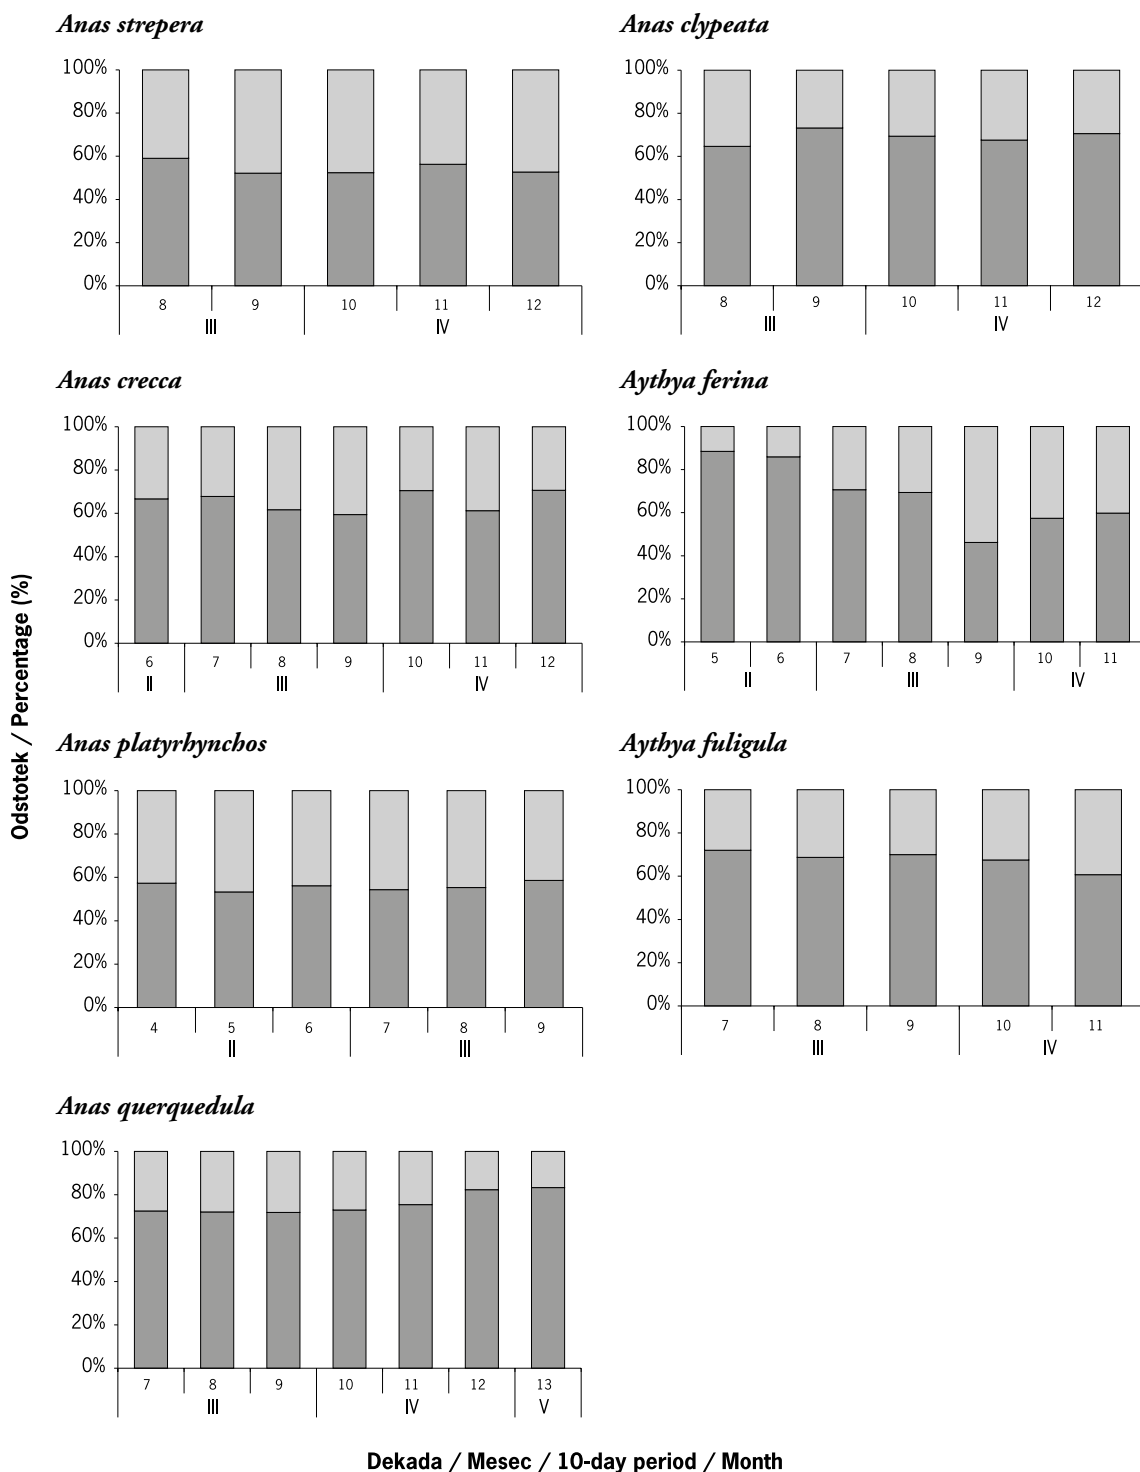 Anas strepera
100%
80%
60%
40%
20%
0%
8 9 10 11 12
III IV
Anas clypeata
100%
80%
60%
40%
20%
0%
8 9 10 11 12
III IV
Anas crecca
100%
80%
60%
40%
20%
0%
6 7 8 9 10 11 12
II III IV
Aythya ferina
100%
80%
60%
40%
20%
0%
5 6 7 8 9 10 11
II III IV
Odstotek / Percentage (%)
Anas platyrhynchos
100%
80%
60%
40%
20%
0%
4 5 6 7 8 9
II III
Aythya fuligula
100%
80%
60%
40%
20%
0%
7 8 9 10 11
III IV
Anas querquedula
100%
80%
60%
40%
20%
0%
7 8 9 10 11 12 13
III IV V
Dekada / Mesec / 10-day period / Month